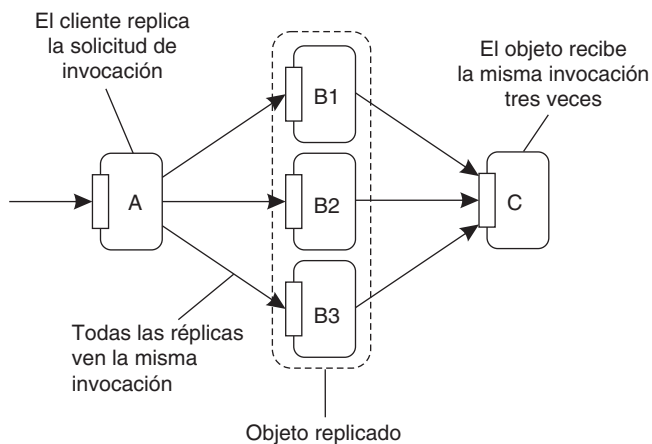 El cliente replica
la solicitud de
invocación
El objeto recibe
la misma invocación
tres veces
B1
A
B2
C
B3
Todas las réplicas
ven la misma
invocación
Objeto replicado